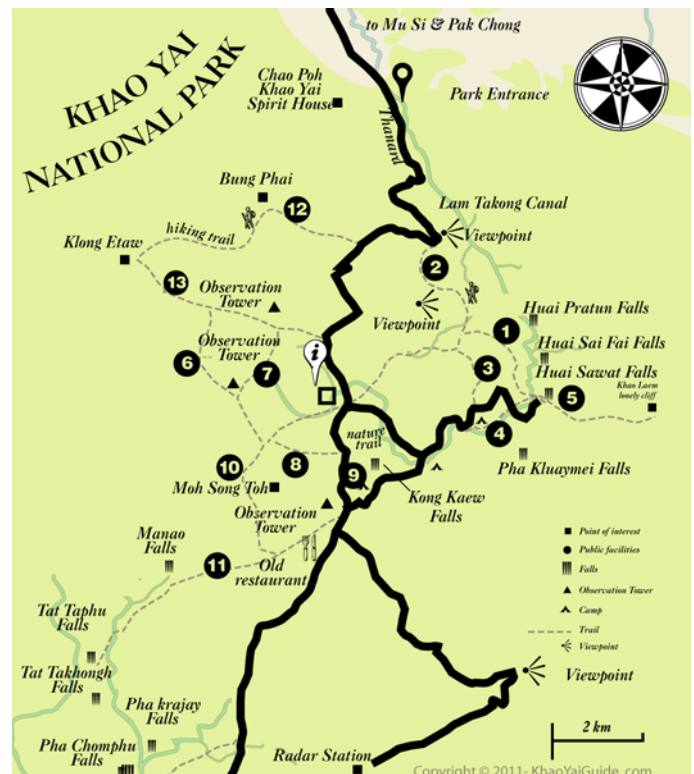 to Mu Si & Pak Chong
KHAO YAI
NATIONAL PARK
Chao Poh
Khao Yai
Spirit House
Park Entrance
Thanard
Bung Phai
Lam Takong Canal
12
hiking trail
Viewpoint
Klong Etaw
2
13
Observation
Tower
Viewpoint
Huai Pratun Falls
1
Huai Sai Fai Falls
Observation
Tower
6
7
i
3
Huai Sawat Falls
Khao Laem
lonely cliff
5
4
nature
trail
8
10
9
Pha Kluaymei Falls
Moh Song Toh
Kong Kaew
Falls
Observation
Tower
Manao
Falls
11
Old
restaurant
Point of interest
Public facilities
Falls
Observation Tower
Camp
Trail
Viewpoint
Tat Taphu
Falls
Tat Takhongh
Falls
Viewpoint
Pha krajay
Falls
2 km
Pha Chomphu
Falls
Radar Station
Copyright © 2011- KhaoYaiGuide.com